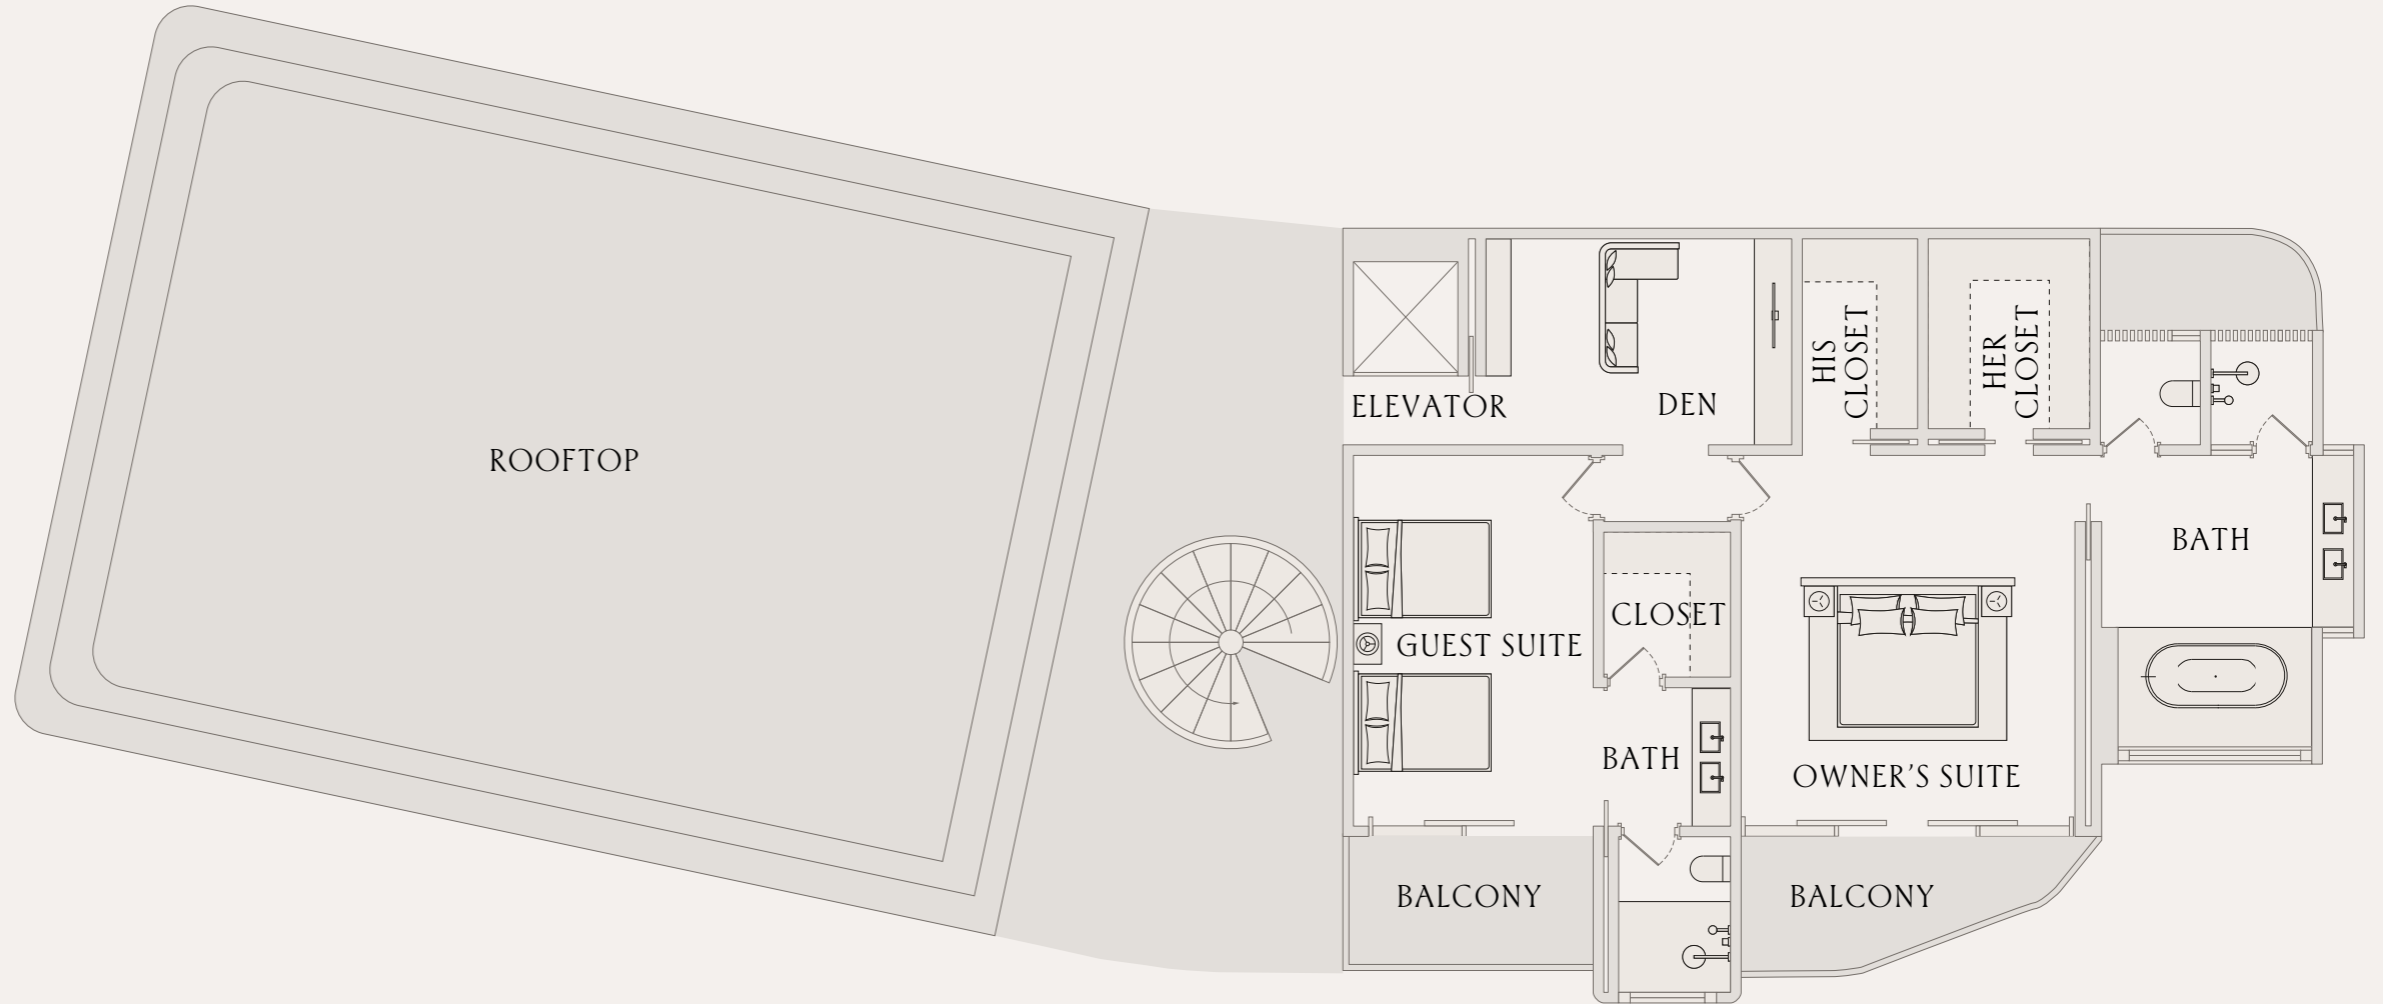 ROOFTOP
ELEVATOR
DEN
HIS
CLOSET
HER
CLOSET
BATH
CLOSET
GUEST SUITE
BATH
OWNER’S SUITE
BALCONY
BALCONY